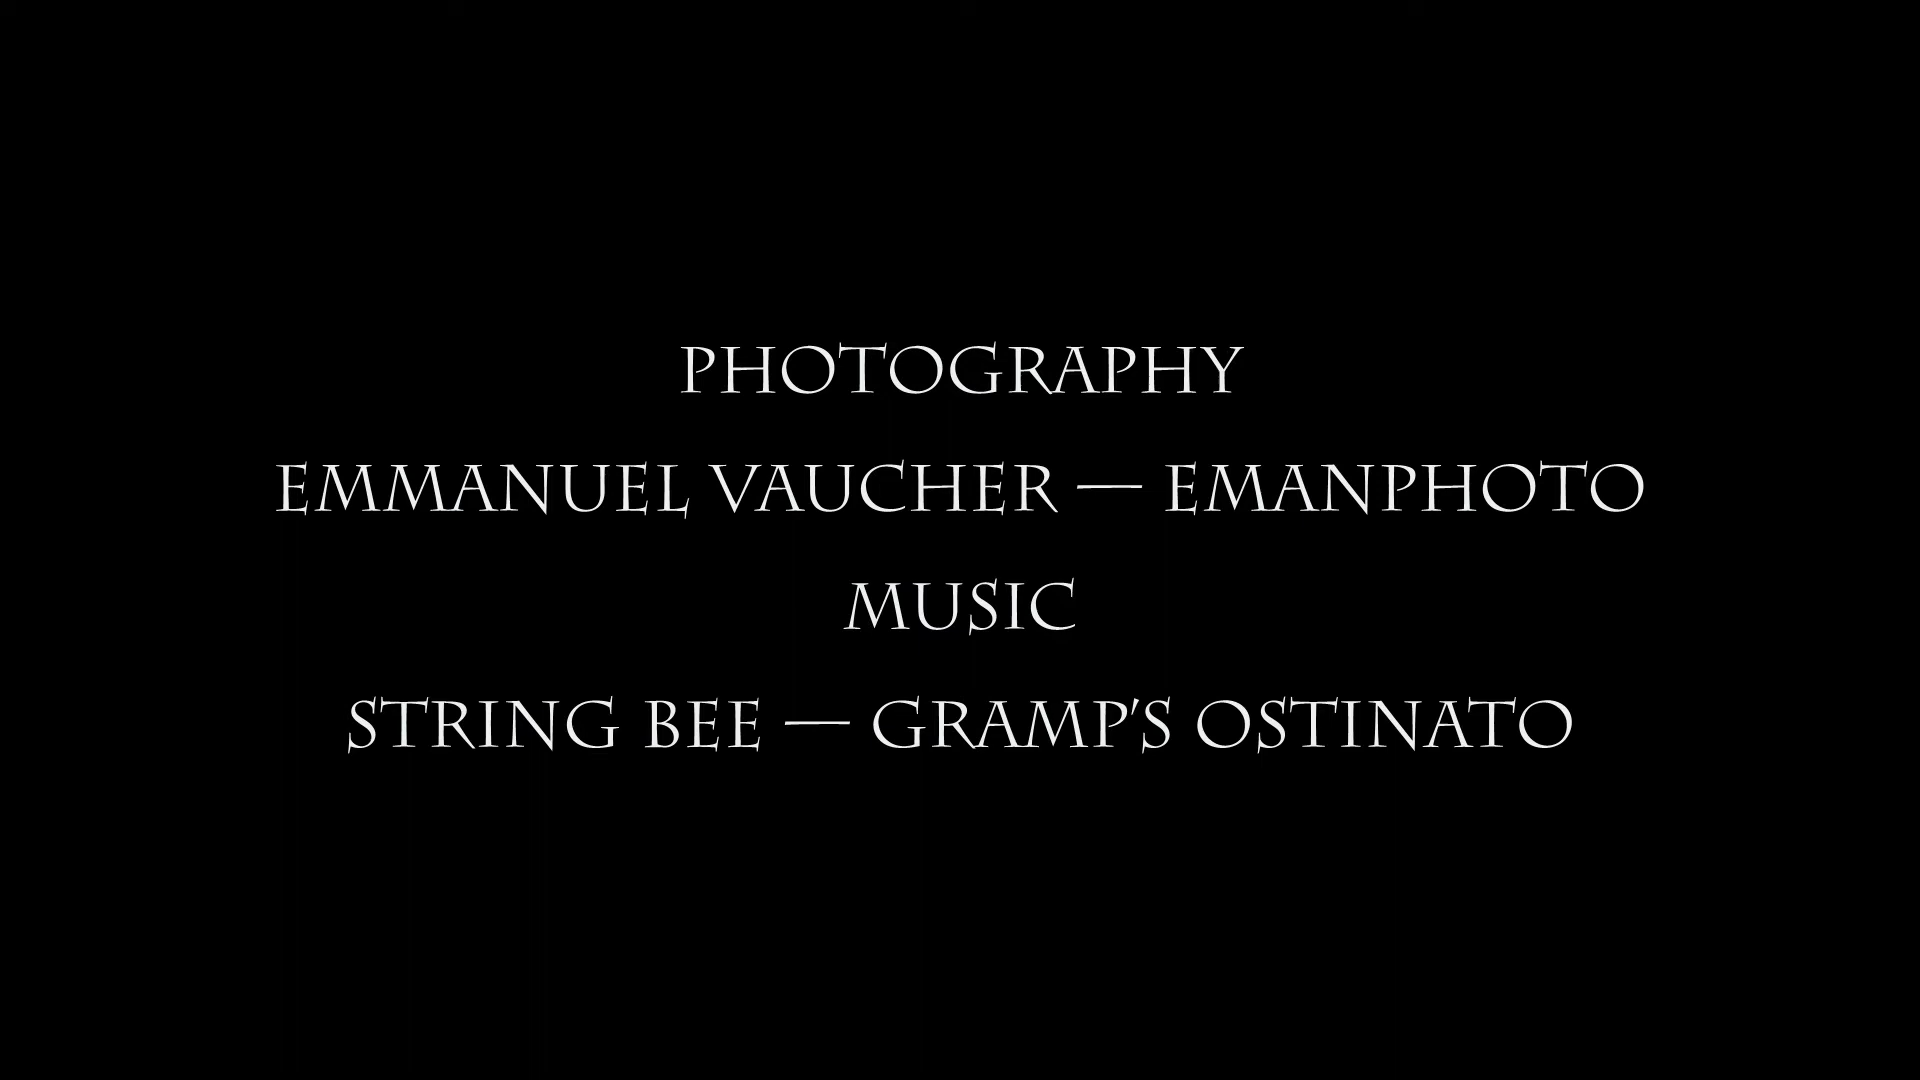 PHOTOGRAPHY
EMMANUEL VAUCHER — EMANPHOTO
MUSIC
STRING BEE — GRAMP'S OSTINATO